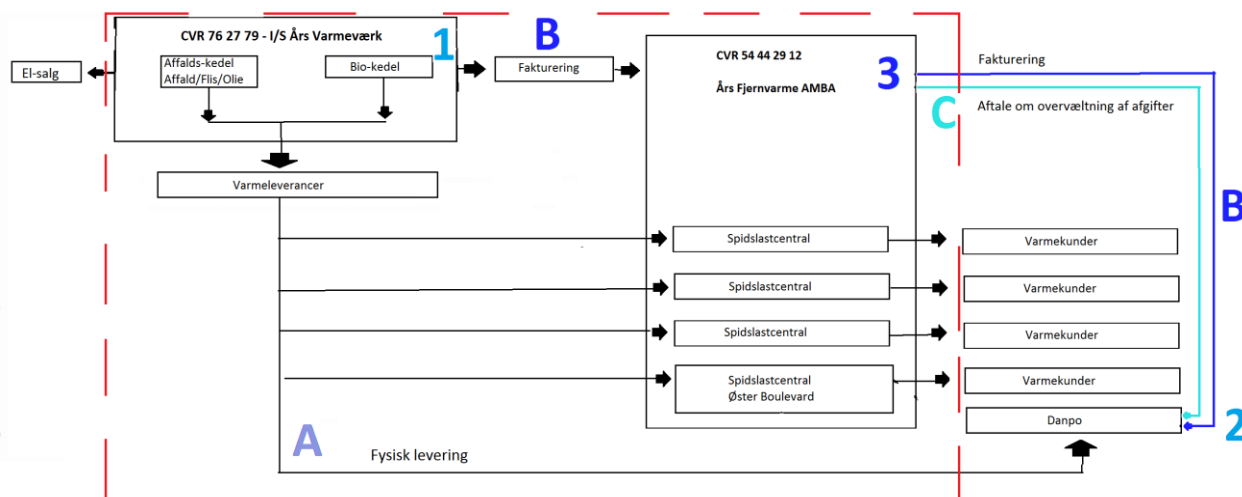 CVR 76 27 79 - I/S Års Varmeværk
1
B
El-salg
Affalds-kedel
Affald/Flis/Olie
Bio-kedel
Fakturering
CVR 54 44 29 12
Års Fjernvarme AMBA
3
Fakturering
C
Aftale om overvæltning af afgifter
Varmeleverancer
B
Spidslastcentral
Varmekunder
Spidslastcentral
Varmekunder
Spidslastcentral
Varmekunder
Spidslastcentral
Øster Boulevard
Varmekunder
Danpo
2
A
Fysisk levering